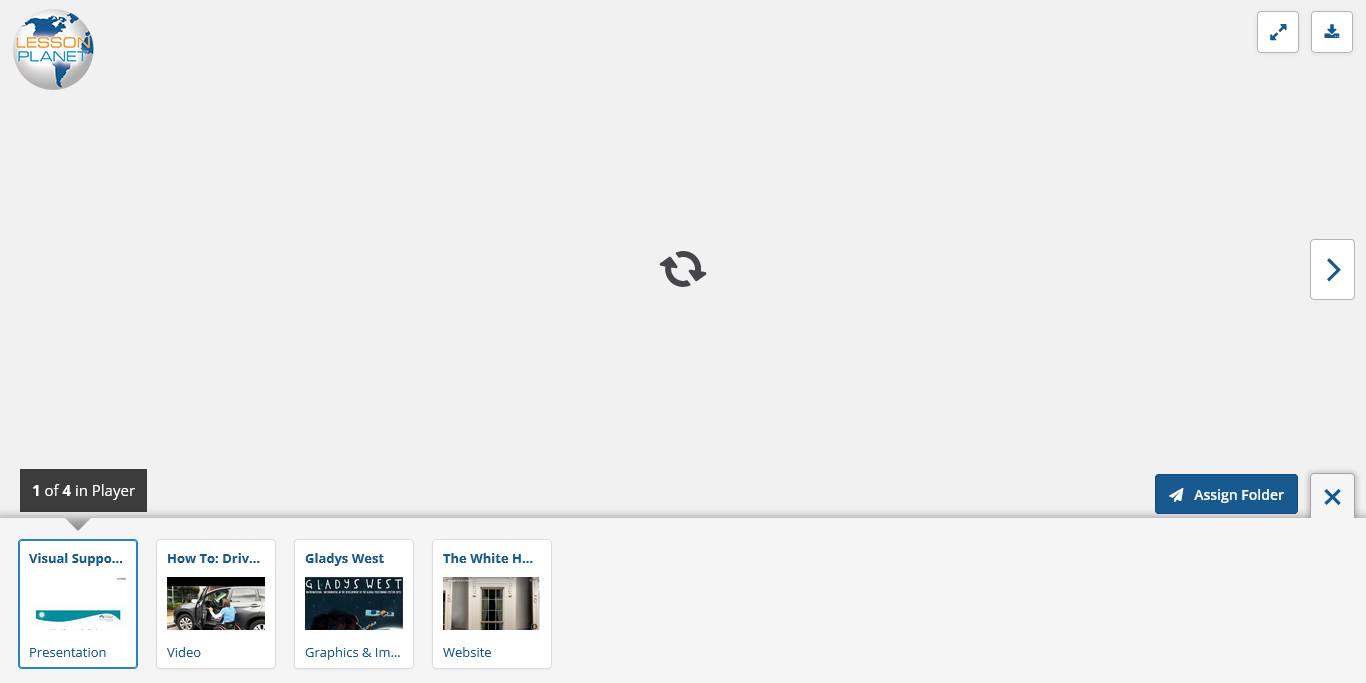 LESSON
PLANET
1 of 4 in Player
Assign Folder
Visual Suppo...
Presentation
How To: Driv...
Video
Gladys West
GLADYS WEST
Graphics & Im...
The White H...
Website